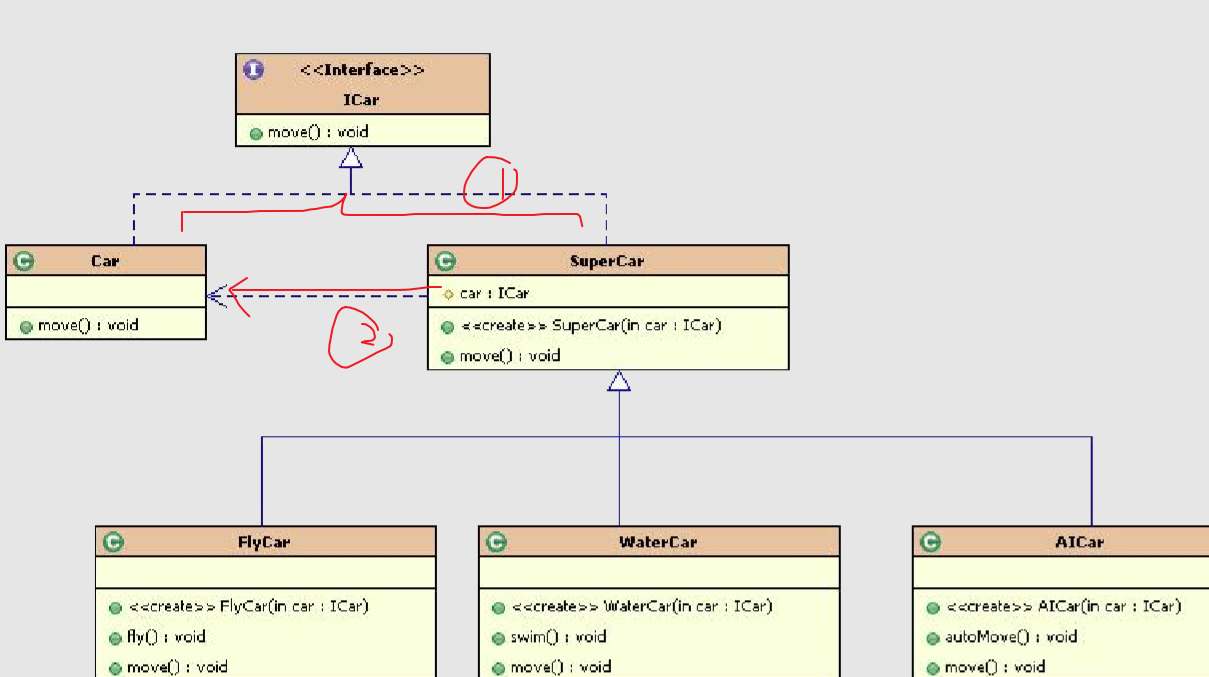 I
<<Interface>>
ICar
move() : void
1
C
Car
move() : void
2
C
SuperCar
car : ICar
<<create>> SuperCar(in car : ICar)
move() : void
C
FlyCar
<<create>> FlyCar(in car : ICar)
fly() : void
move() : void
C
WaterCar
<<create>> WaterCar(in car : ICar)
swim() : void
move() : void
C
AICar
<<create>> AICar(in car : ICar)
autoMove() : void
move() : void